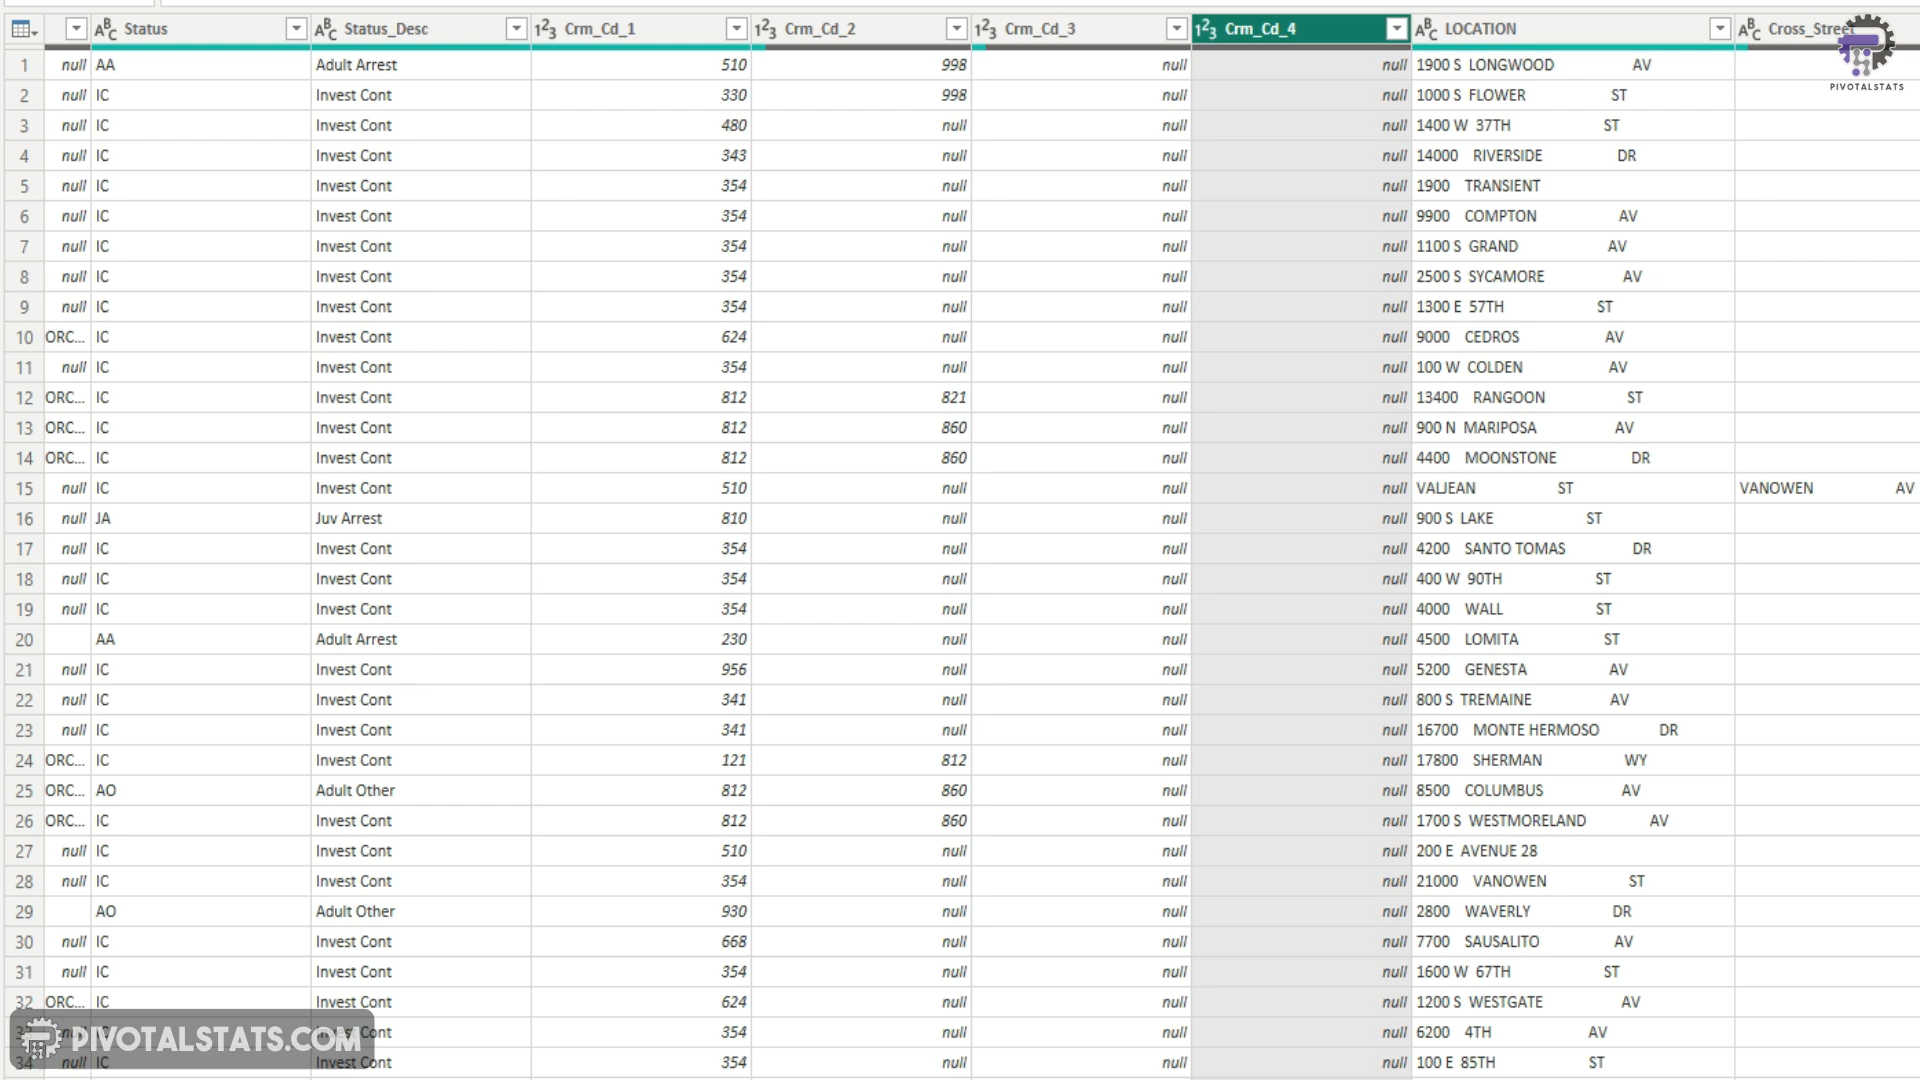 Status Status_Desc Crm_Cd_1 Crm_Cd_2 Crm_Cd_3 Crm_Cd_4 LOCATION Cross_Street
PIVOTALSTATS
1 null AA Adult Arrest 510 998 null null 1900 S LONGWOOD AV
2 null IC Invest Cont 330 998 null null 1000 S FLOWER ST
3 null IC Invest Cont 480 null null null 1400 W 37TH ST
4 null IC Invest Cont 343 null null null 14000 RIVERSIDE DR
5 null IC Invest Cont 354 null null null 1900 TRANSIENT
6 null IC Invest Cont 354 null null null 9900 COMPTON AV
7 null IC Invest Cont 354 null null null 1100 S GRAND AV
8 null IC Invest Cont 354 null null null 2500 S SYCAMORE AV
9 null IC Invest Cont 354 null null null 1300 E 57TH ST
10 ORC... IC Invest Cont 624 null null null 9000 CEDROS AV
11 null IC Invest Cont 354 null null null 100 W COLDEN AV
12 ORC... IC Invest Cont 812 821 null null 13400 RANGOON ST
13 ORC... IC Invest Cont 812 860 null null 900 N MARIPOSA AV
14 ORC... IC Invest Cont 812 860 null null 4400 MOONSTONE DR
15 null IC Invest Cont 510 null null null VALJEAN ST VANOWEN AV
16 null JA Juv Arrest 810 null null null 900 S LAKE ST
17 null IC Invest Cont 354 null null null 4200 SANTO TOMAS DR
18 null IC Invest Cont 354 null null null 400 W 90TH ST
19 null IC Invest Cont 354 null null null 4000 WALL ST
20 AA Adult Arrest 230 null null null 4500 LOMITA ST
21 null IC Invest Cont 956 null null null 5200 GENESTA AV
22 null IC Invest Cont 341 null null null 800 S TREMAINE AV
23 null IC Invest Cont 341 null null null 16700 MONTE HERMOSO DR
24 ORC... IC Invest Cont 121 812 null null 17800 SHERMAN WY
25 ORC... AO Adult Other 812 860 null null 8500 COLUMBUS AV
26 ORC... IC Invest Cont 812 860 null null 1700 S WESTMORELAND AV
27 null IC Invest Cont 510 null null null 200 E AVENUE 28
28 null IC Invest Cont 354 null null null 21000 VANOWEN ST
29 AO Adult Other 930 null null null 2800 WAVERLY DR
30 null IC Invest Cont 668 null null null 7700 SAUSALITO AV
31 null IC Invest Cont 354 null null null 1600 W 67TH ST
32 ORC... IC Invest Cont 624 null null null 1200 S WESTGATE AV
33 null IC Invest Cont 354 null null null 6200 4TH AV
PIVOTALSTATS.COM
34 null IC Invest Cont 354 null null null 100 E 85TH ST